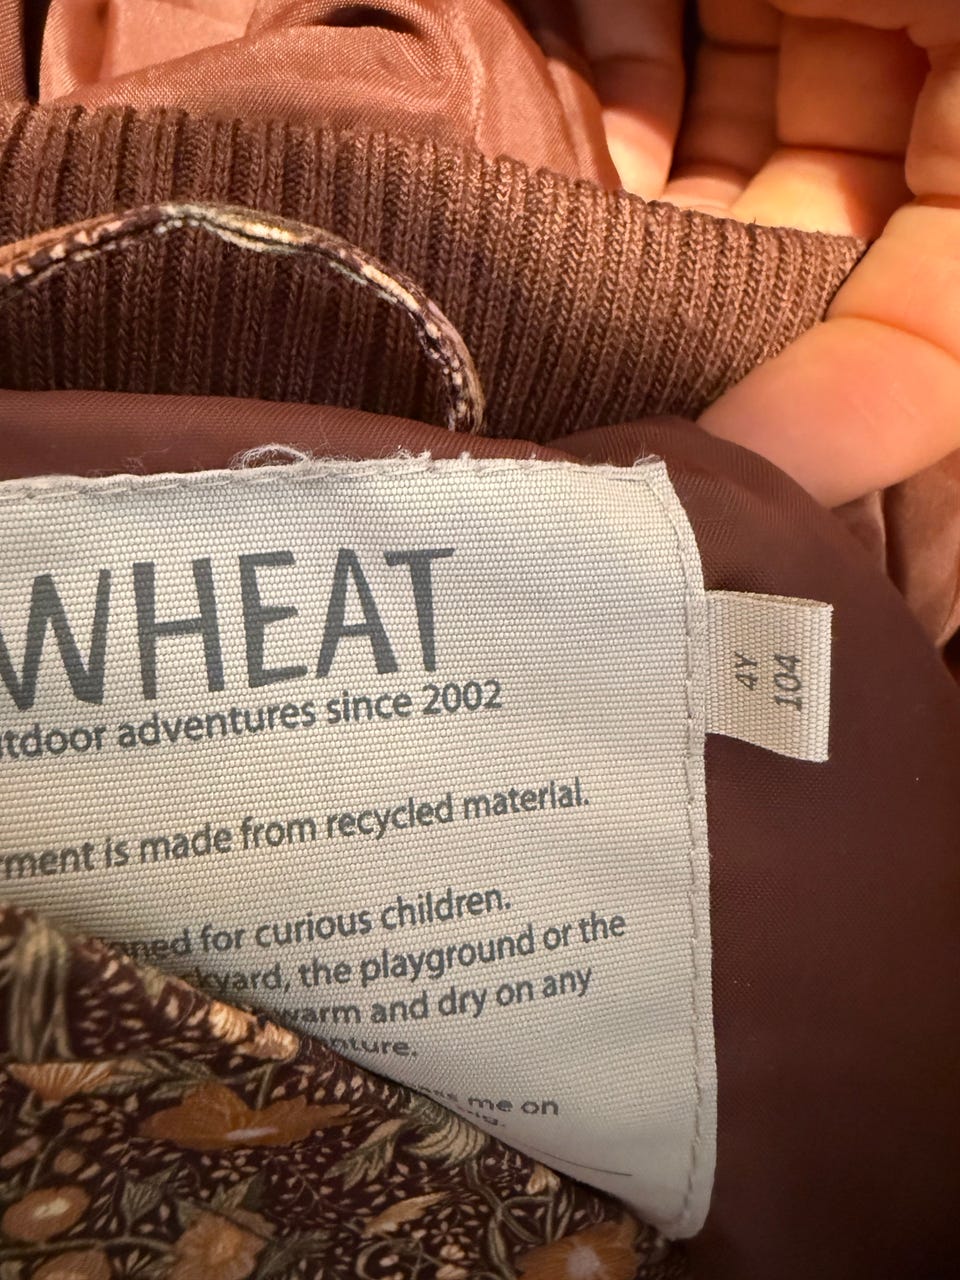 WHEAT
tdoor adventures since 2002
rment is made from recycled material.
ned for curious children.
kyard, the playground or the
warm and dry on any
nture.
me on
4Y
104